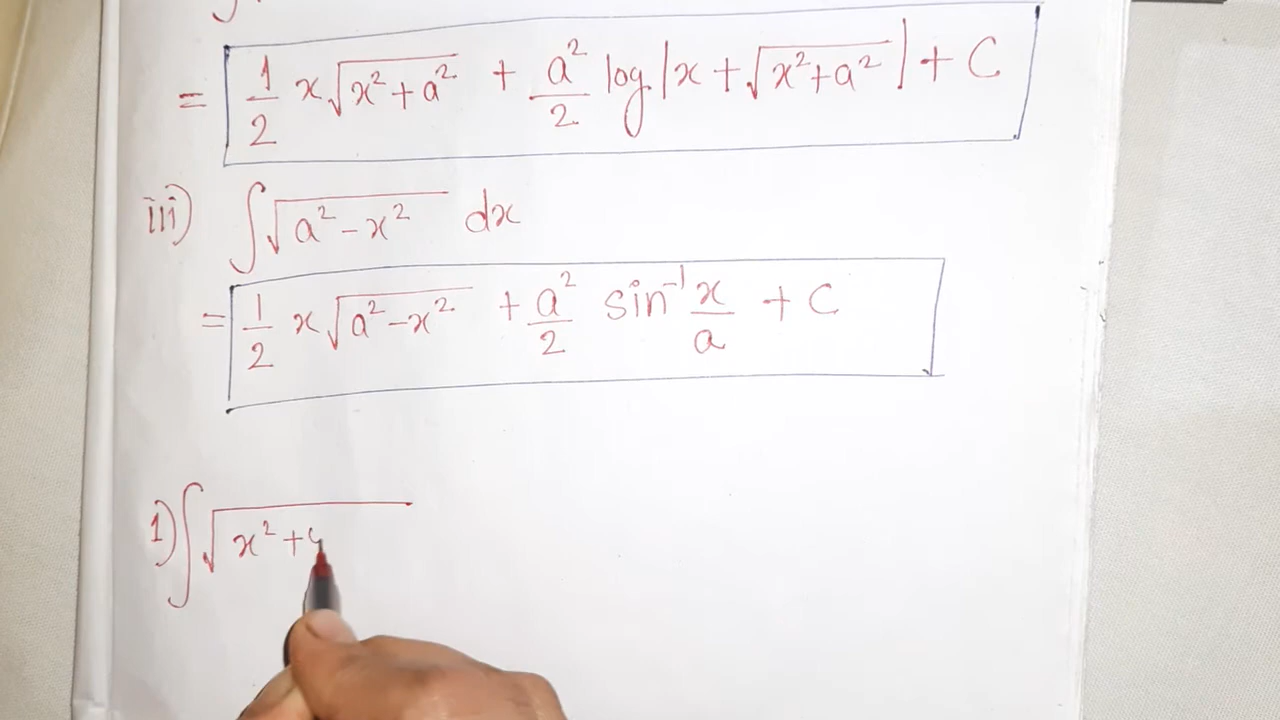 = 1/2 x√(x²+a²) + a²/2 log|x+√(x²+a²)| + C
iii) ∫√(a²-x²) dx
= 1/2 x√(a²-x²) + a²/2 sin⁻¹ x/a + C
1) ∫√(x²+